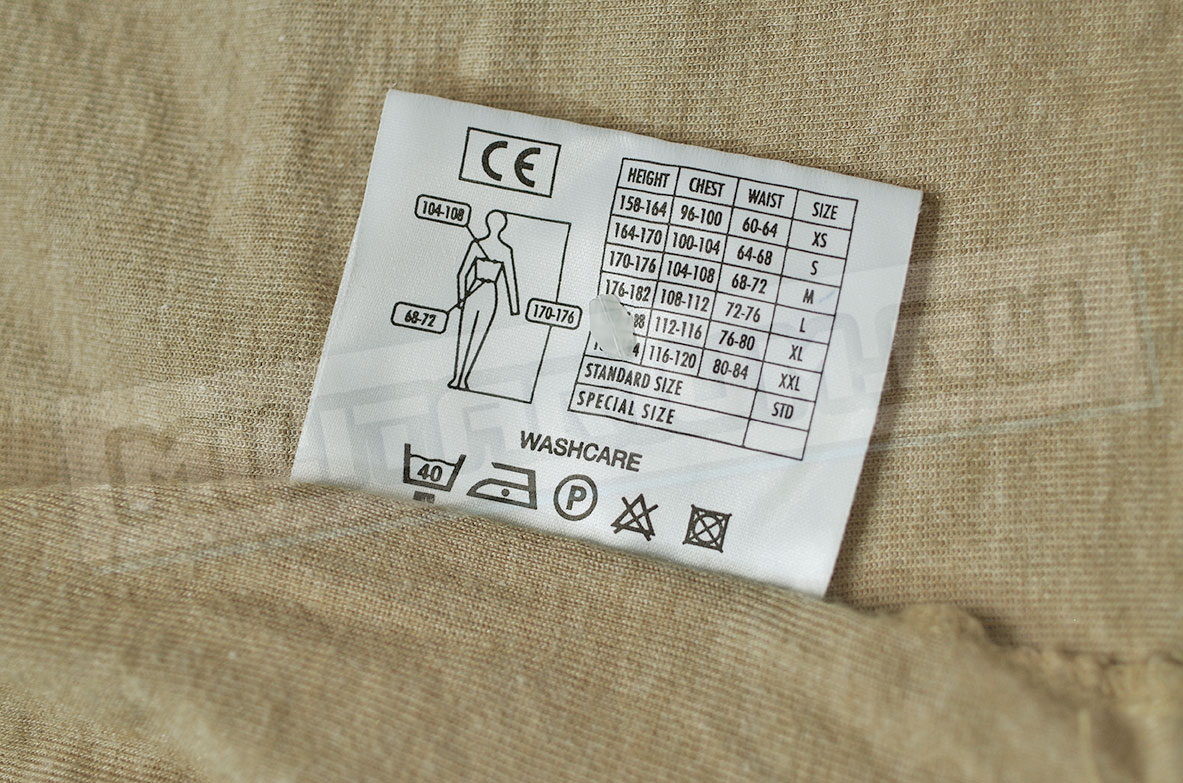 CE
104-108
68-72
170-176
HEIGHT CHEST WAIST SIZE
158-164 96-100 60-64 XS
164-170 100-104 64-68 S
170-176 104-108 68-72 M
176-182 108-112 72-76 L
88 112-116 76-80 XL
4 116-120 80-84 XXL
STANDARD SIZE STD
SPECIAL SIZE
WASHCARE
40
P